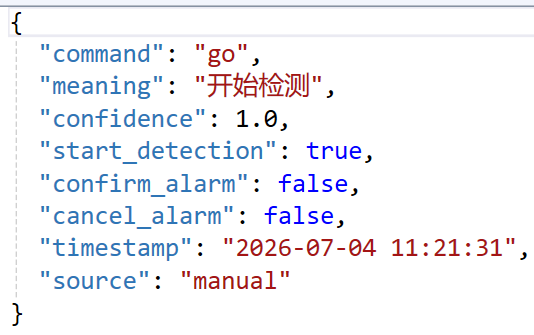 {
"command": "go",
"meaning": "开始检测",
"confidence": 1.0,
"start_detection": true,
"confirm_alarm": false,
"cancel_alarm": false,
"timestamp": "2026-07-04 11:21:31",
"source": "manual"
}